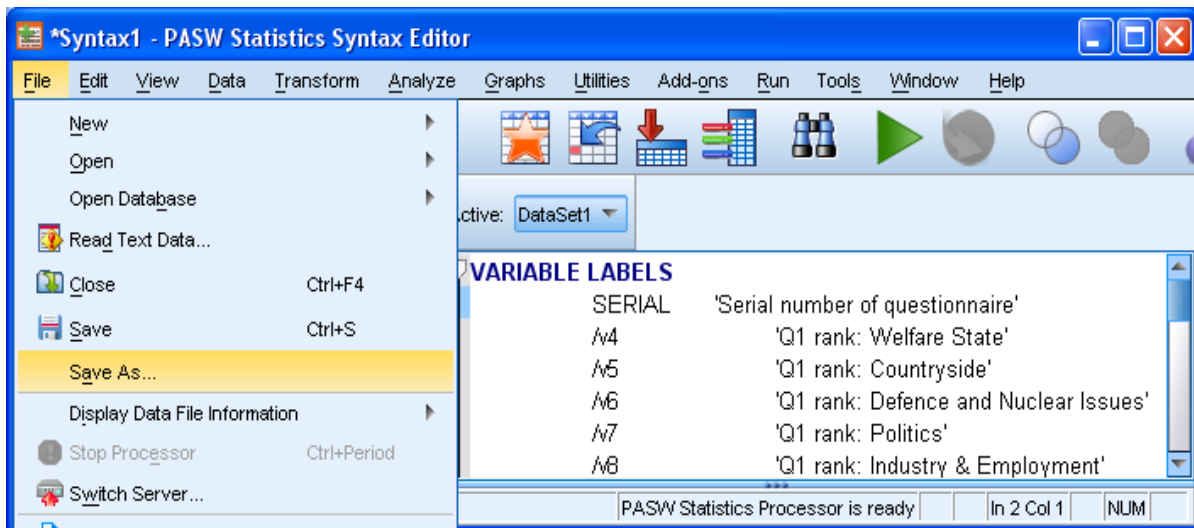 *Syntax1 - PASW Statistics Syntax Editor
File Edit View Data Transform Analyze Graphs Utilities Add-ons Run Tools Window Help
New
Open
Open Database
Read Text Data...
Close Ctrl+F4
Save Ctrl+S
Save As...
Display Data File Information
Stop Processor Ctrl+Period
Switch Server...
ctive: DataSet1
VARIABLE LABELS
SERIAL 'Serial number of questionnaire'
/v4 'Q1 rank: Welfare State'
/v5 'Q1 rank: Countryside'
/v6 'Q1 rank: Defence and Nuclear Issues'
/v7 'Q1 rank: Politics'
/v8 'Q1 rank: Industry & Employment'
PASW Statistics Processor is ready In 2 Col 1 NUM